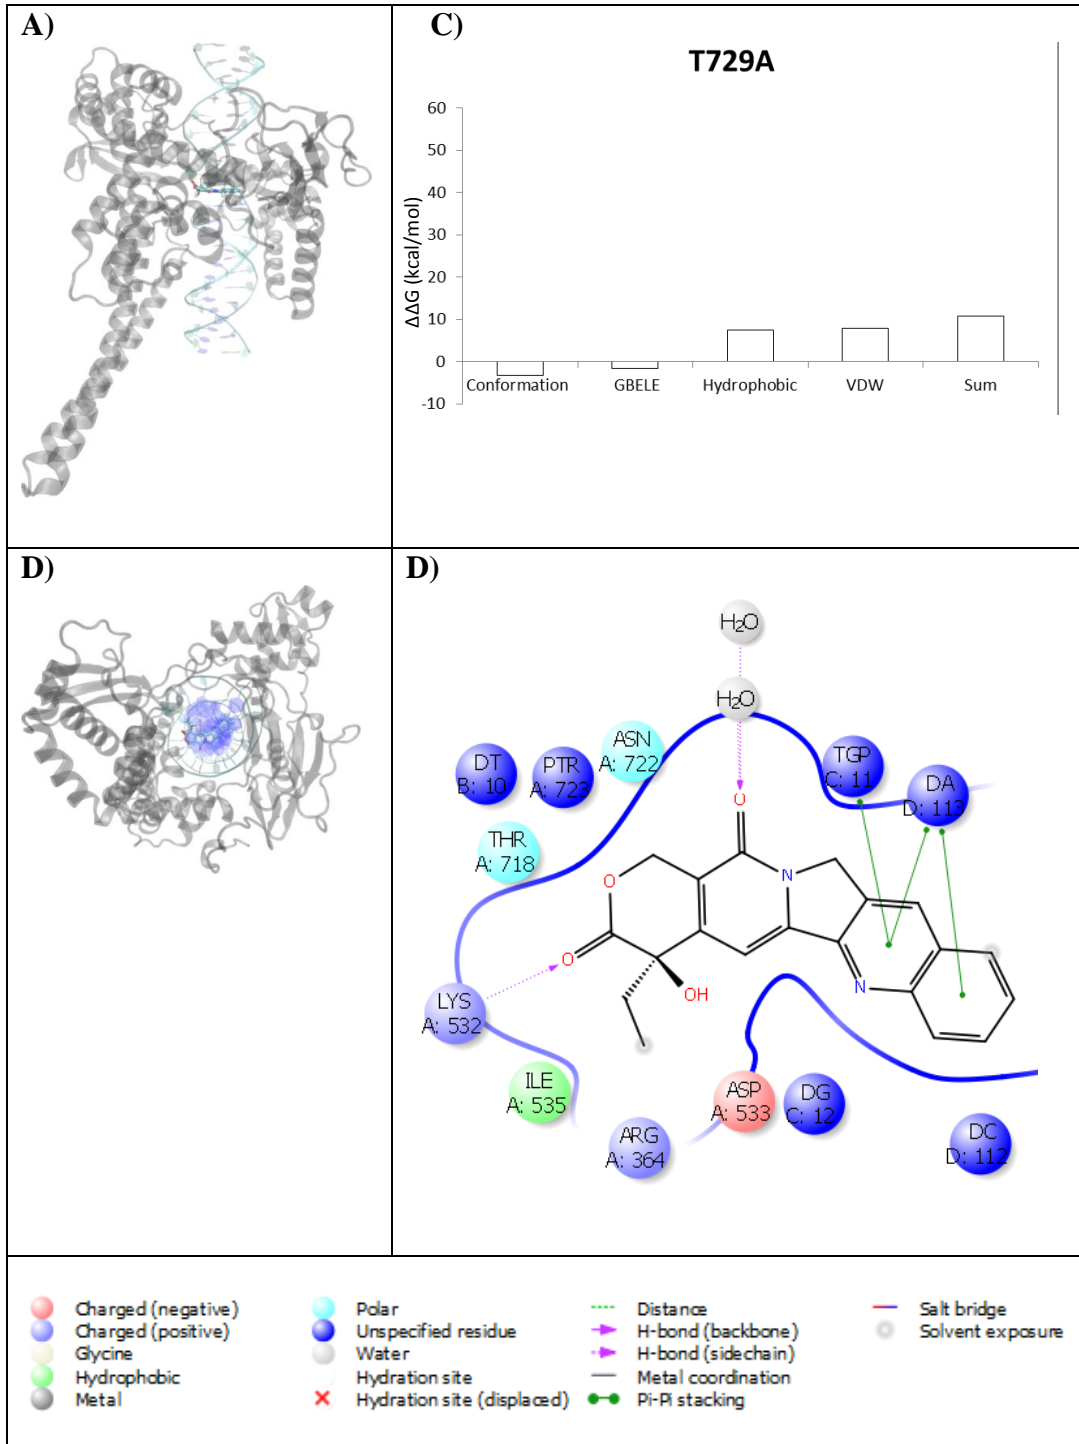 A)
C)
T729A
ΔΔG (kcal/mol)
60
50
40
30
20
10
0
-10
Conformation
GBELE
Hydrophobic
VDW
Sum
D)
D)
H₂O
H₂O
ASN
A: 722
DT
B: 10
PTR
A: 723
TGP
C: 11
DA
D: 113
THR
A: 718
O
O
N
O
OH
N
LYS
A: 532
ILE
A: 535
ARG
A: 364
ASP
A: 533
DG
C: 12
DC
D: 112
Charged (negative)
Charged (positive)
Glycine
Hydrophobic
Metal
Polar
Unspecified residue
Water
Hydration site
Hydration site (displaced)
Distance
H-bond (backbone)
H-bond (sidechain)
Metal coordination
Pi-Pi stacking
Salt bridge
Solvent exposure